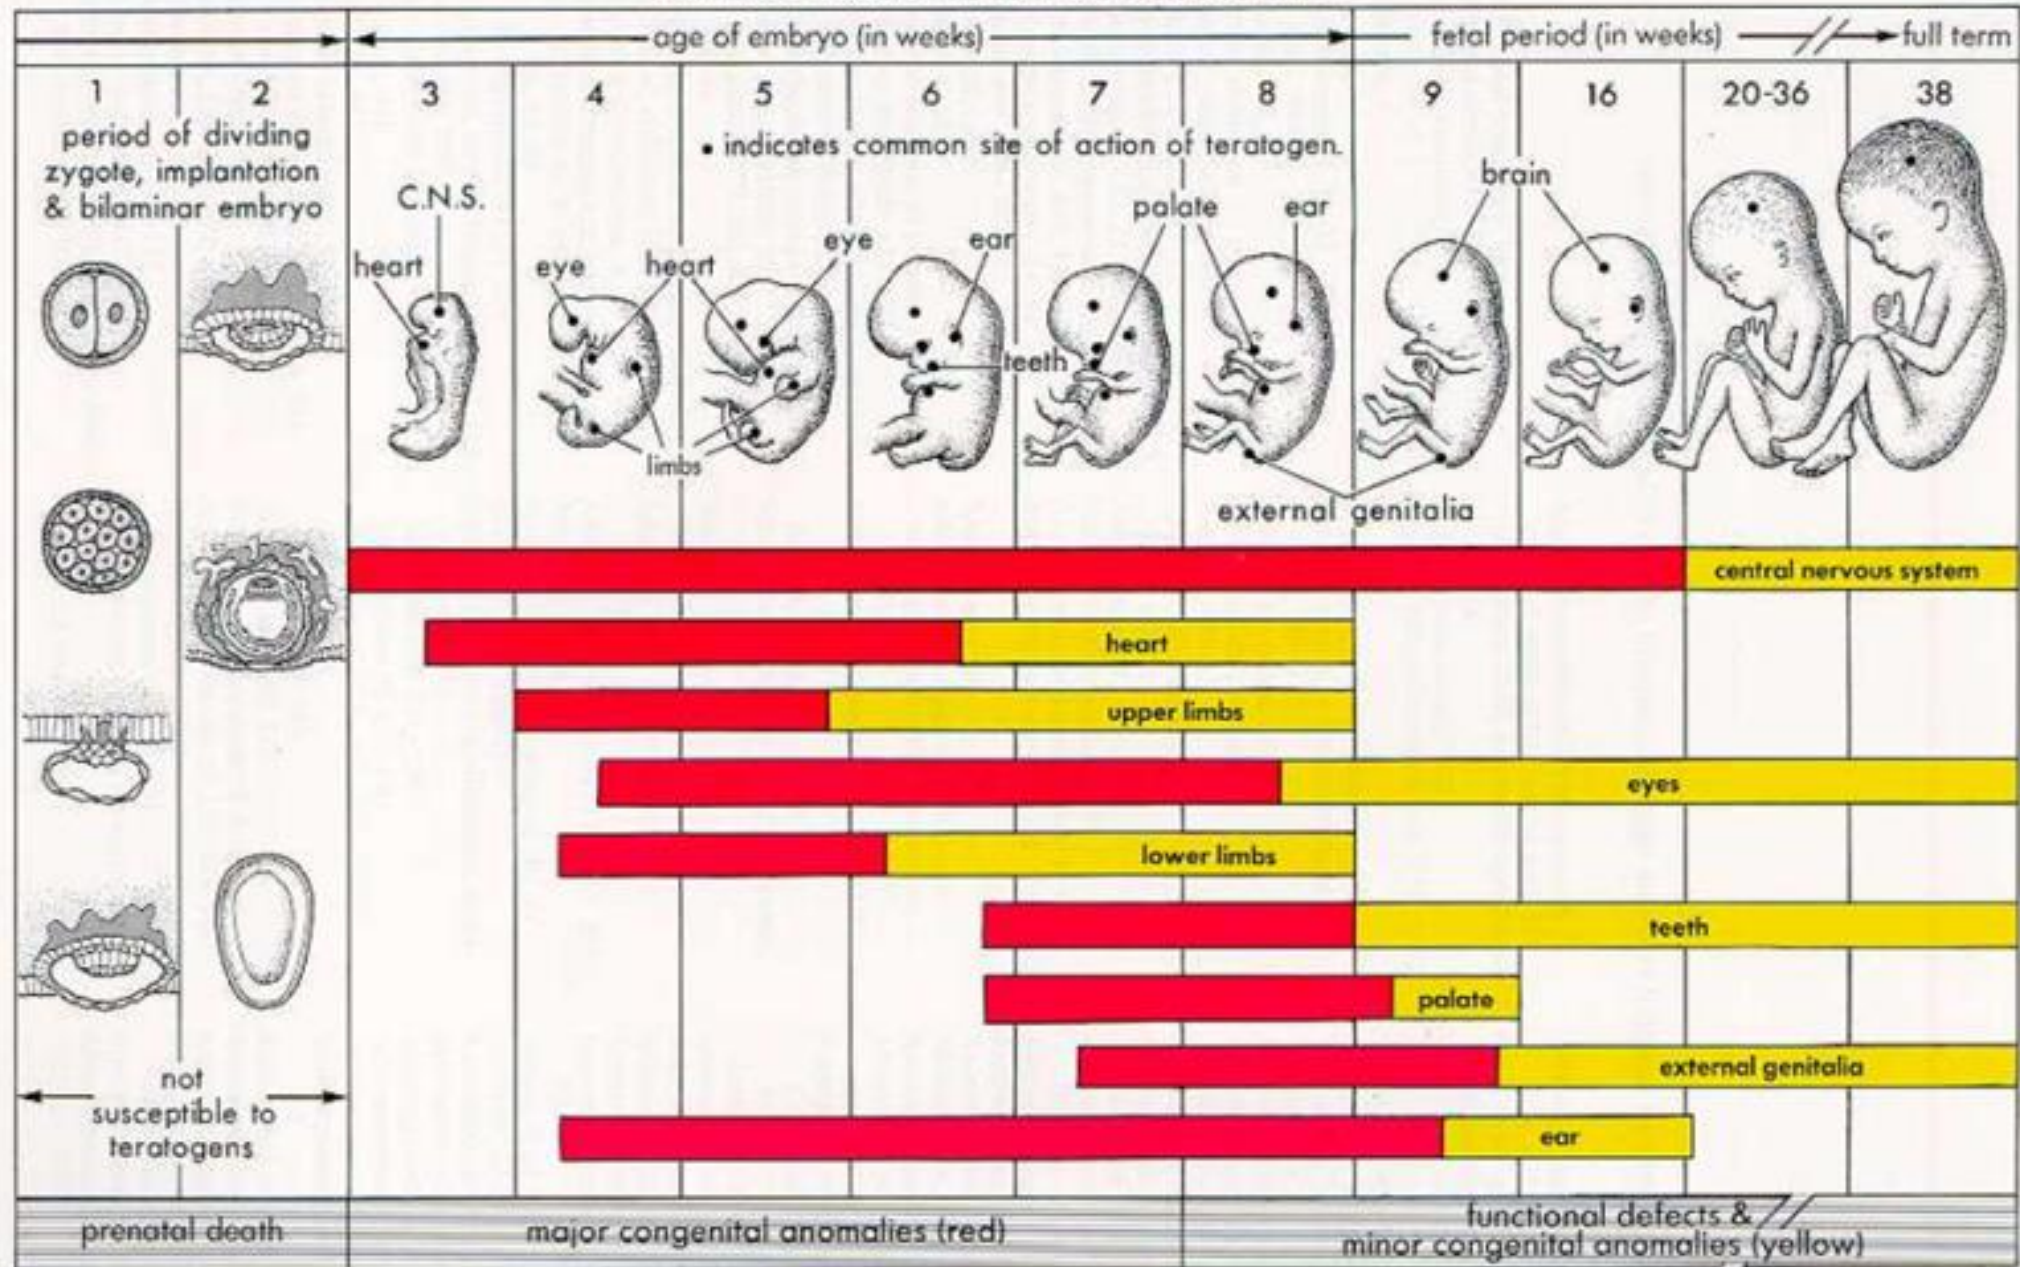 age of embryo (in weeks)
fetal period (in weeks)
full term
1
2
3
4
5
6
7
8
9
16
20-36
38
period of dividing
zygote, implantation
& bilaminar embryo
• indicates common site of action of teratogen.
C.N.S.
heart
eye
heart
eye
ear
palate
ear
brain
teeth
limbs
external genitalia
central nervous system
heart
upper limbs
eyes
lower limbs
teeth
palate
external genitalia
ear
not
susceptible to
teratogens
prenatal death
major congenital anomalies (red)
functional defects &
minor congenital anomalies (yellow)